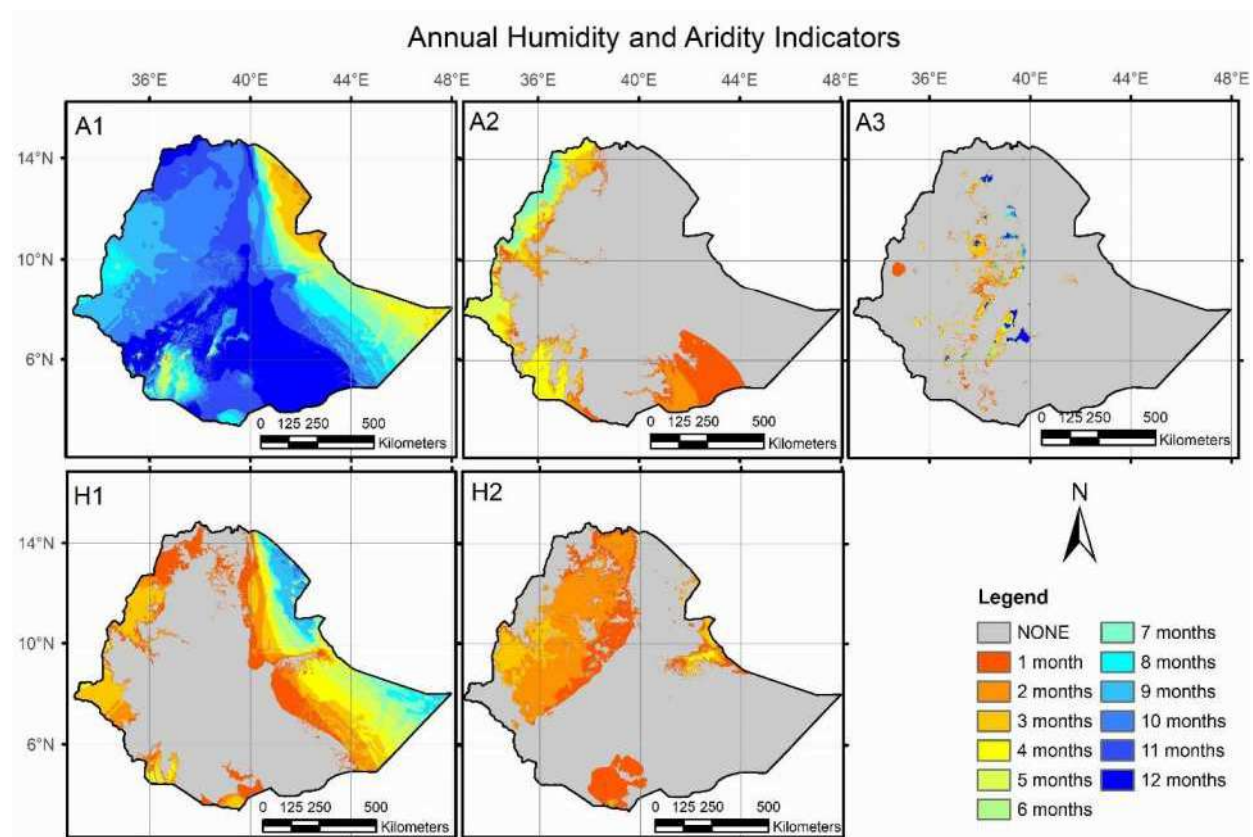 Annual Humidity and Aridity Indicators
36°E 40°E 44°E 48°E 36°E 40°E 44°E 48°E 36°E 40°E 44°E 48°E
A1 A2 A3
14°N
10°N
6°N
0 125 250 500
Kilometers
0 125 250 500
Kilometers
0 125 250 500
Kilometers
H1 H2
14°N
10°N
6°N
0 125 250 500
Kilometers
0 125 250 500
Kilometers
N
Legend
NONE
1 month
2 months
3 months
4 months
5 months
6 months
7 months
8 months
9 months
10 months
11 months
12 months